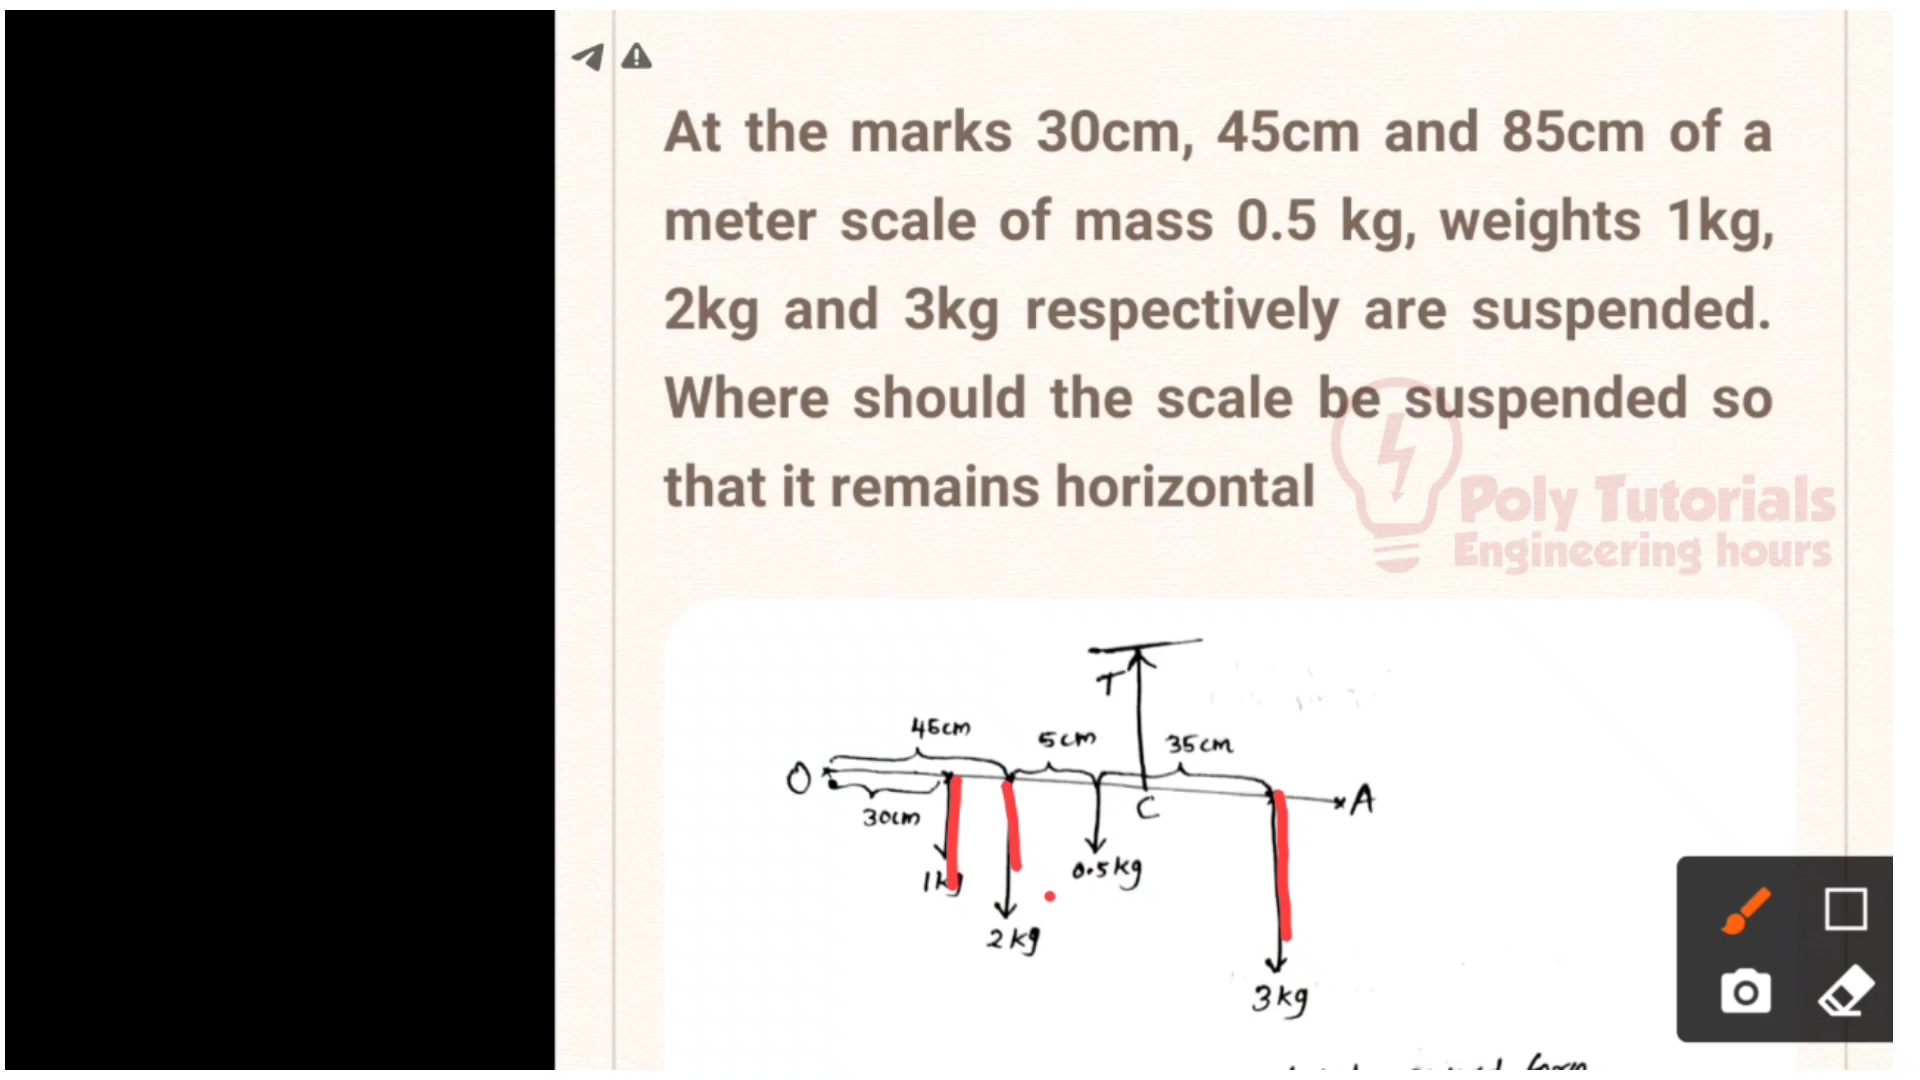 At the marks 30cm, 45cm and 85cm of a
meter scale of mass 0.5 kg, weights 1kg,
2kg and 3kg respectively are suspended.
Where should the scale be suspended so
that it remains horizontal
Poly Tutorials
Engineering hours
T
45cm
5cm
35cm
O
C
A
30cm
1kg
0.5kg
2kg
3kg